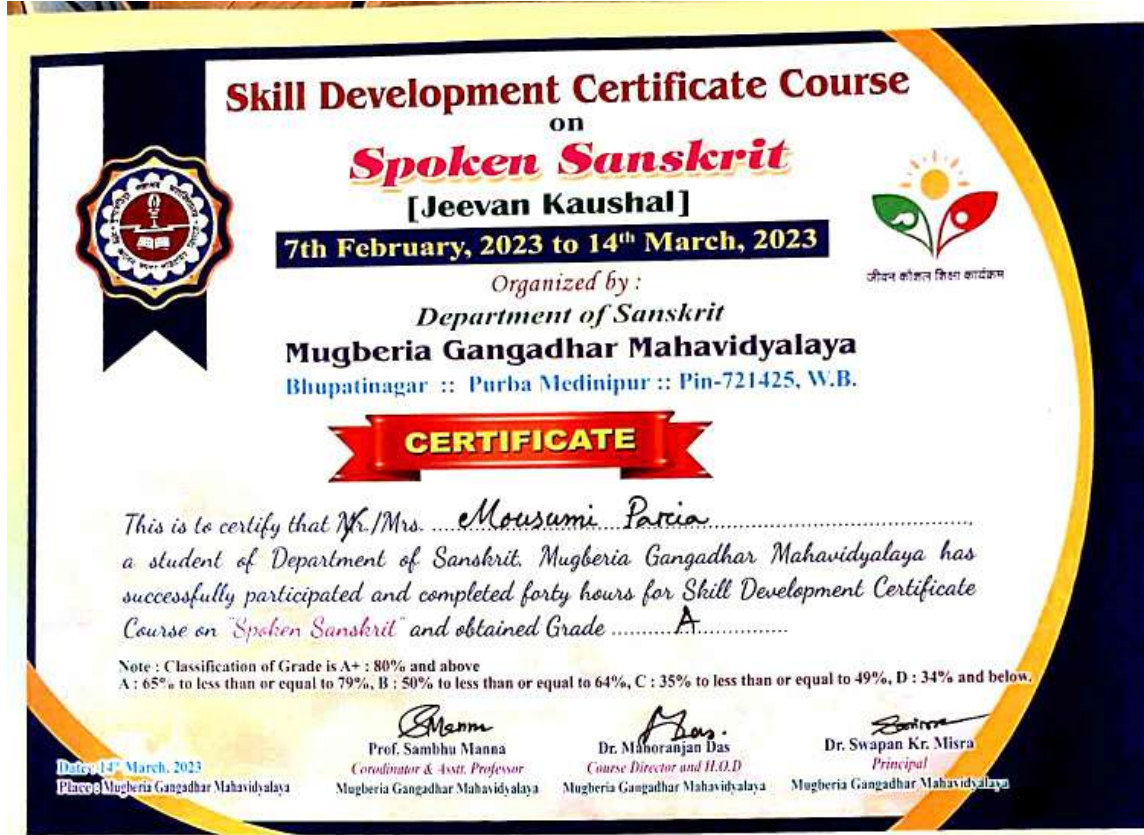 Skill Development Certificate Course
on
Spoken Sanskrit
[Jeevan Kaushal]
7th February, 2023 to 14th March, 2023
जीवन कौशल शिक्षा कार्यक्रम
Organized by :
Department of Sanskrit
Mugberia Gangadhar Mahavidyalaya
Bhupatinagar :: Purba Medinipur :: Pin-721425, W.B.
CERTIFICATE
This is to certify that Mr./Mrs. Mousumi Paria
a student of Department of Sanskrit, Mugberia Gangadhar Mahavidyalaya has
successfully participated and completed forty hours for Skill Development Certificate
Course on "Spoken Sanskrit" and obtained Grade A
Note : Classification of Grade is A+ : 80% and above
A : 65% to less than or equal to 79%, B : 50% to less than or equal to 64%, C : 35% to less than or equal to 49%, D : 34% and below.
SManna
Prof. Sambhu Manna
Corodinator & Asstt. Professor
Mugberia Gangadhar Mahavidyalaya
Das.
Dr. Manoranjan Das
Course Director and H.O.D
Mugberia Gangadhar Mahavidyalaya
Dr. Swapan Kr. Misra
Principal
Mugberia Gangadhar Mahavidyalaya
Date : 14th March, 2023
Place : Mugberia Gangadhar Mahavidyalaya